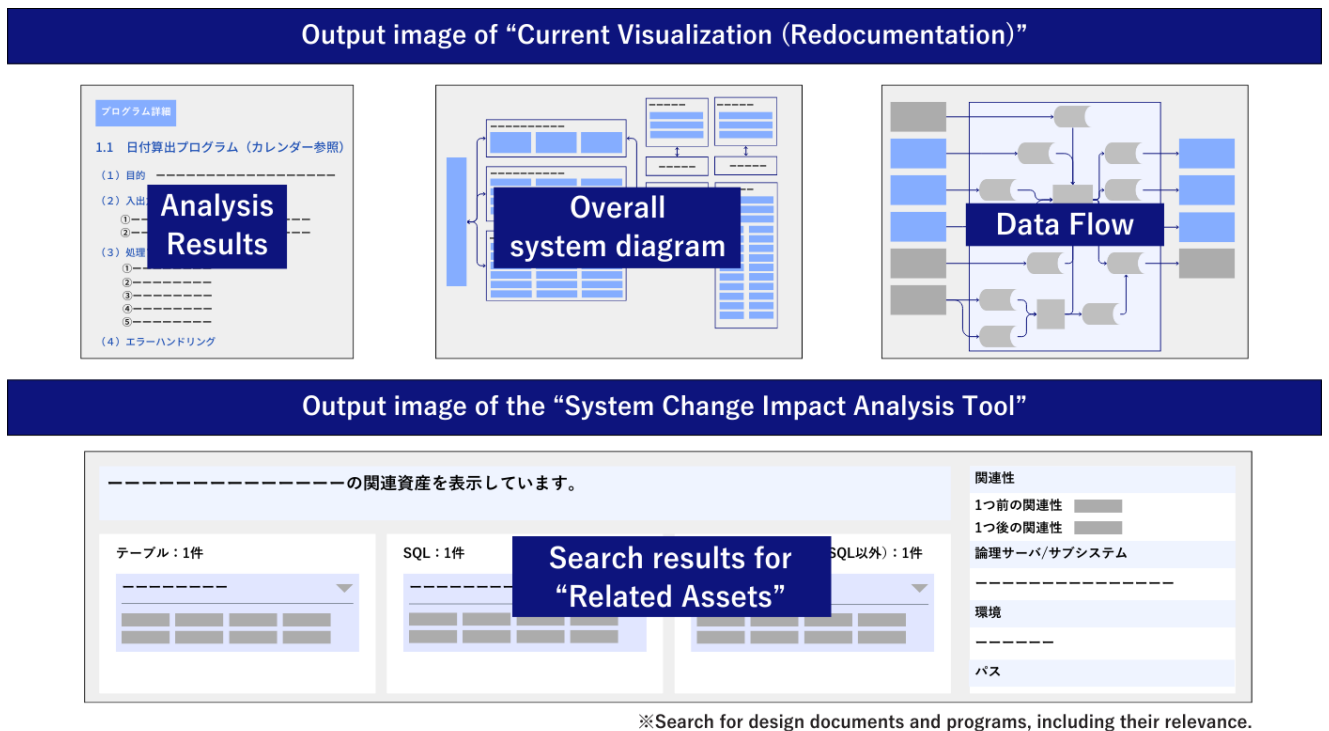 Output image of “Current Visualization (Redocumentation)”
プログラム詳細
1.1 日付算出プログラム（カレンダー参照）
（1）目的
（2）入出
①
②
（3）処理
①
②
③
④
⑤
（4）エラーハンドリング
Analysis
Results
Overall
system diagram
Data Flow
Output image of the “System Change Impact Analysis Tool”
の関連資産を表示しています。
テーブル：1件
SQL：1件
SQL以外）：1件
Search results for
“Related Assets”
関連性
1つ前の関連性
1つ後の関連性
論理サーバ/サブシステム
環境
パス
※Search for design documents and programs, including their relevance.